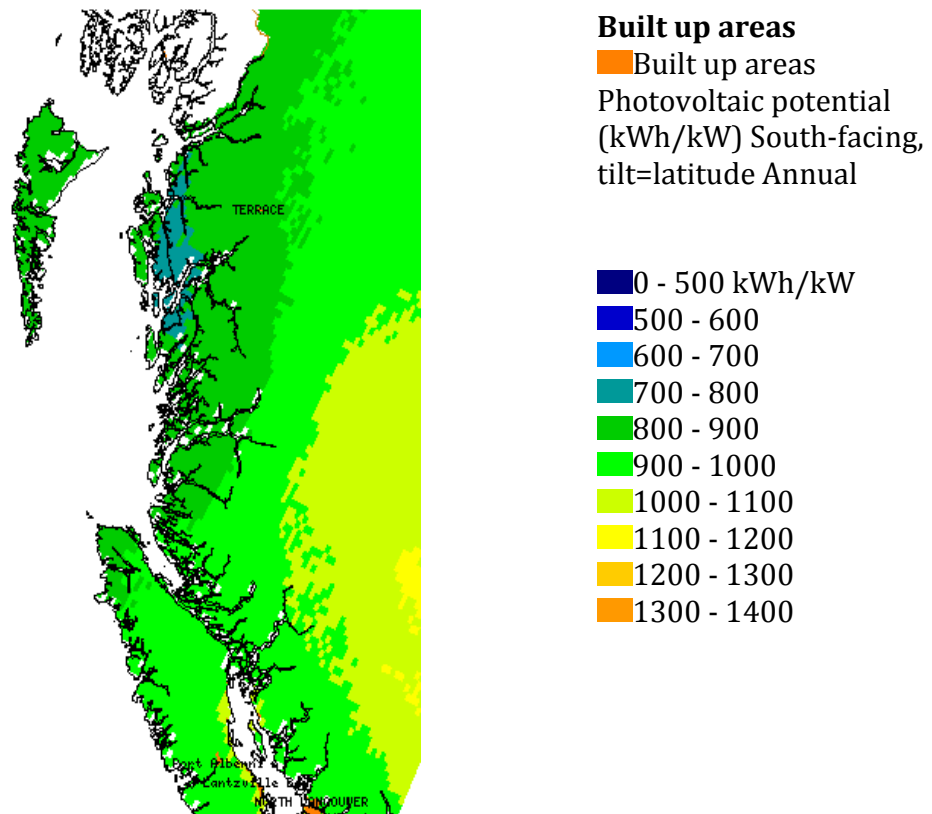 TERRACE
Port Alberni
Lantzville
NORTH VANCOUVER
Built up areas
Built up areas
Photovoltaic potential
(kWh/kW) South-facing,
tilt=latitude Annual
0 - 500 kWh/kW
500 - 600
600 - 700
700 - 800
800 - 900
900 - 1000
1000 - 1100
1100 - 1200
1200 - 1300
1300 - 1400